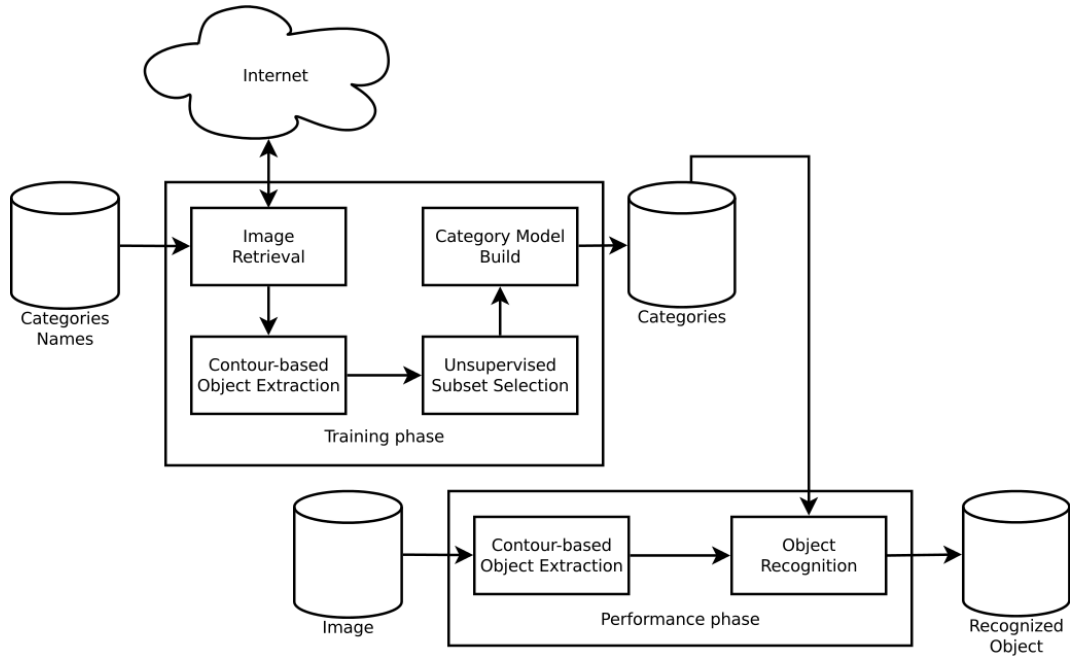 Internet
Categories
Names
Image
Retrieval
Category Model
Build
Categories
Contour-based
Object Extraction
Unsupervised
Subset Selection
Training phase
Image
Contour-based
Object Extraction
Object
Recognition
Performance phase
Recognized
Object